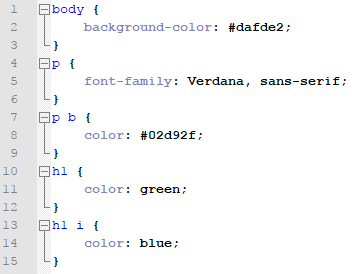 1 body {
2 background-color: #dafde2;
3 }
4 p {
5 font-family: Verdana, sans-serif;
6 }
7 p b {
8 color: #02d92f;
9 }
10 h1 {
11 color: green;
12 }
13 h1 i {
14 color: blue;
15 }